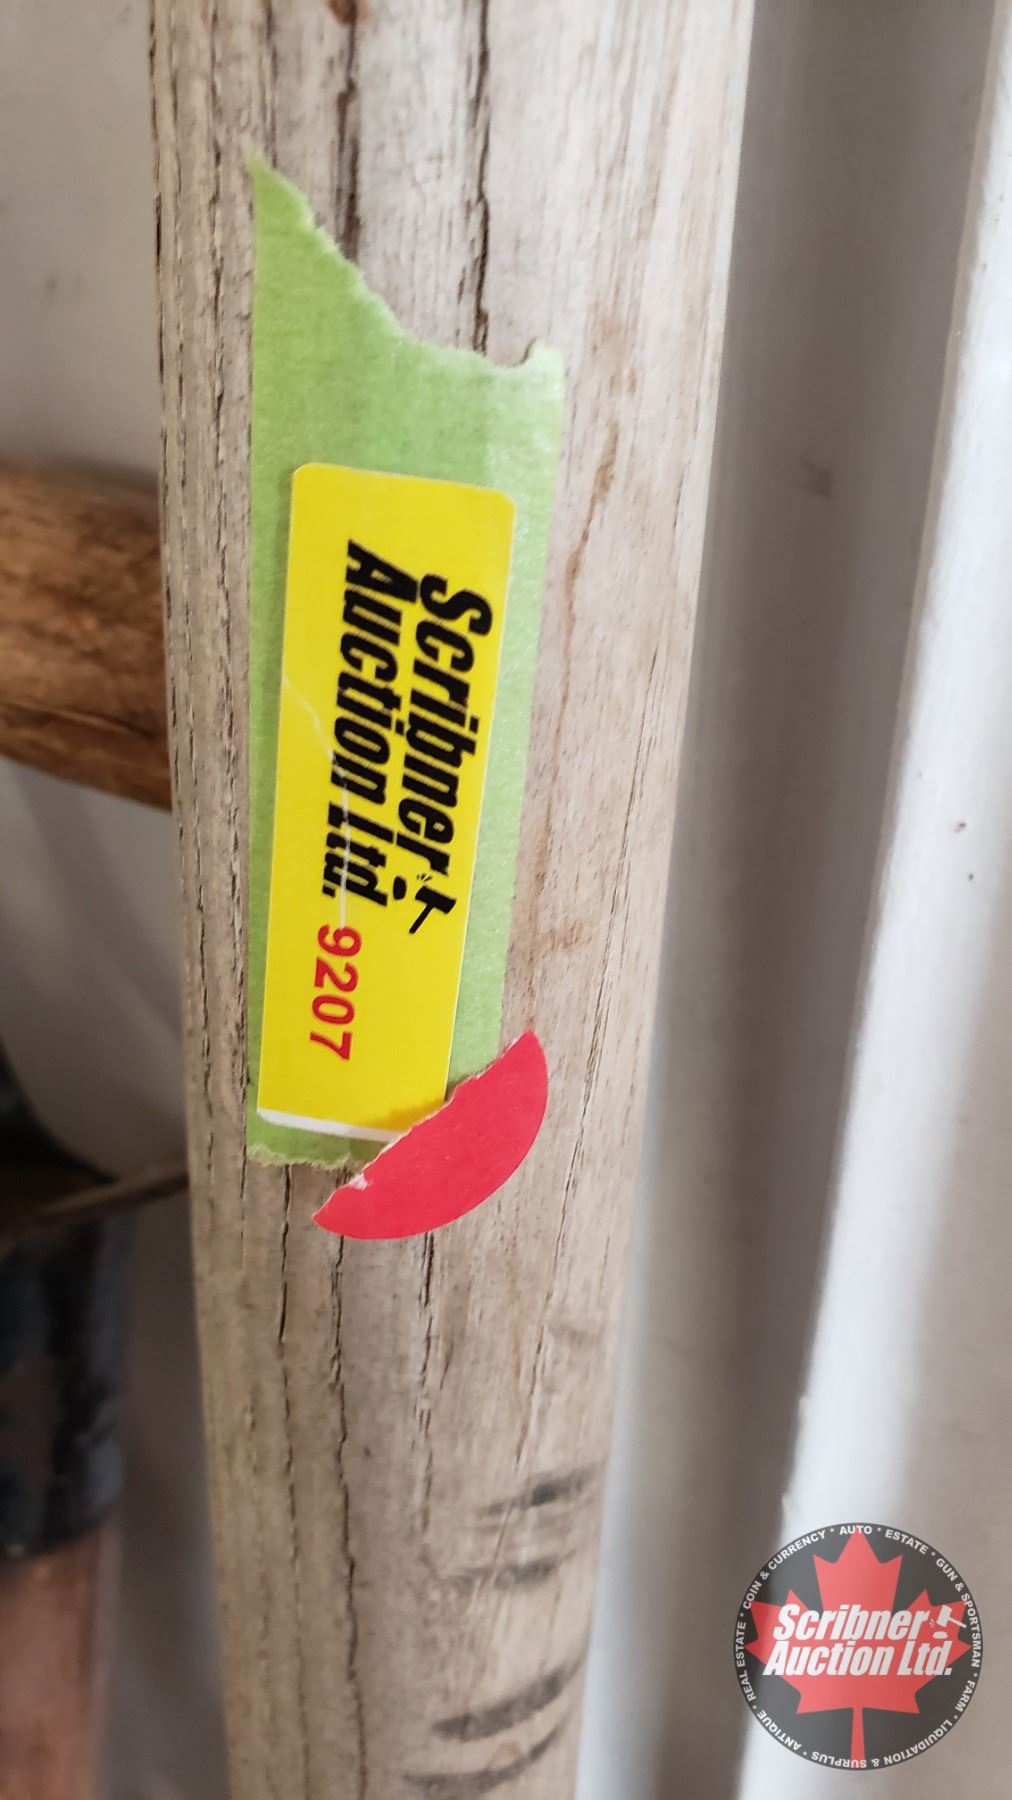 Scribner
Auction Ltd. 9207
COIN & CURRENCY * AUTO * ESTATE * GUN & SPORTSMAN * FARM * LIQUIDATION & SURPLUS * ANTIQUE * REAL ESTATE *
Scribner
Auction Ltd.